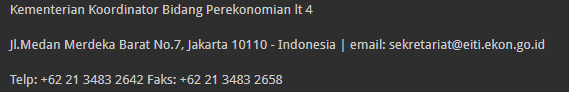 Kementerian Koordinator Bidang Perekonomian lt 4
Jl.Medan Merdeka Barat No.7, Jakarta 10110 - Indonesia | email: sekretariat@eiti.ekon.go.id
Telp: +62 21 3483 2642 Faks: +62 21 3483 2658